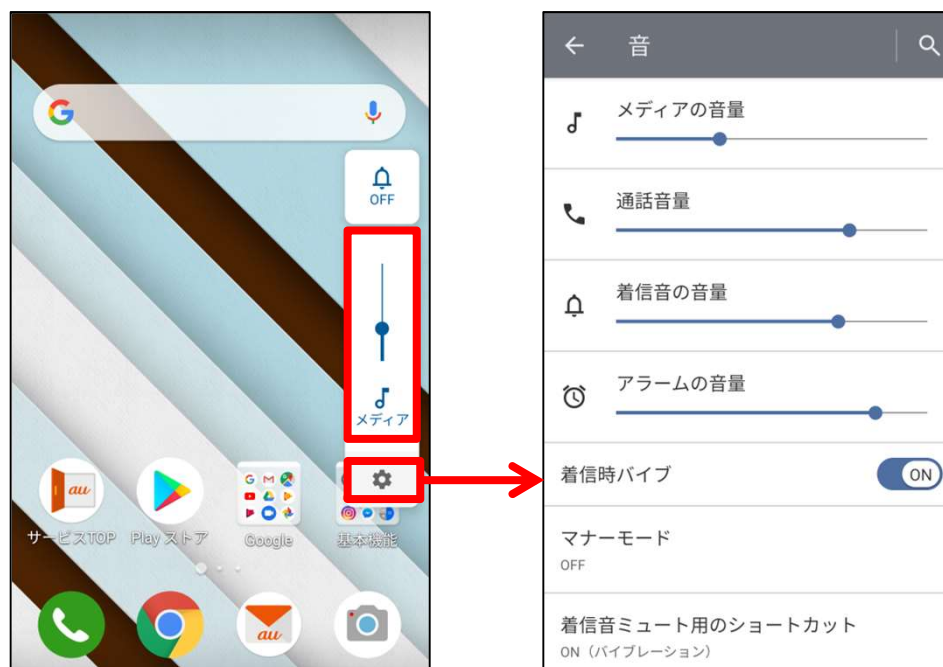 G
OFF
メディア
au
サービスTOP
Play ストア
Google
基本機能
au
音
メディアの音量
通話音量
着信音の音量
アラームの音量
着信時バイブ
ON
マナーモード
OFF
着信音ミュート用のショートカット
ON（バイブレーション）